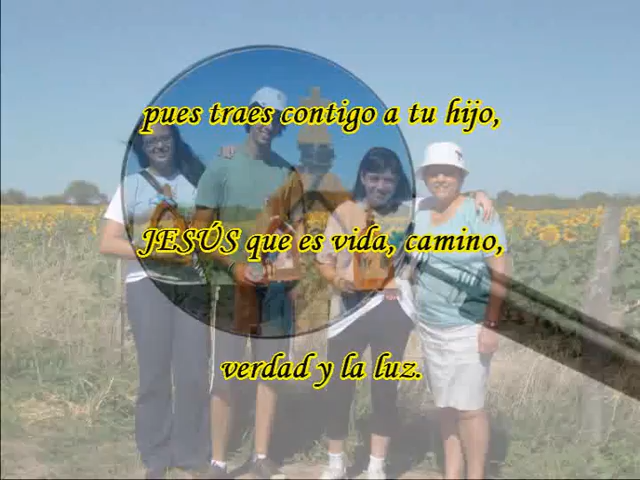 pues traes contigo a tu hijo,
JESÚS que es vida, camino,
verdad y la luz.